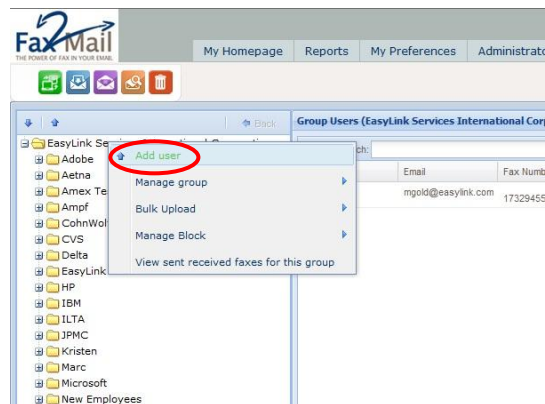 Fax2Mail
THE POWER OF FAX IN YOUR EMAIL
My Homepage Reports My Preferences Administrato
Back
Group Users (EasyLink Services International Corp
EasyLink Se
ch:
Add user
Adobe
Email Fax Numb
Aetna
Manage group
Amex Te
mgold@easylink.com 17329455
Ampf
Bulk Upload
CohnWol
CVS
Manage Block
Delta
EasyLink
View sent received faxes for this group
HP
IBM
ILTA
JPMC
Kristen
Marc
Microsoft
New Employees